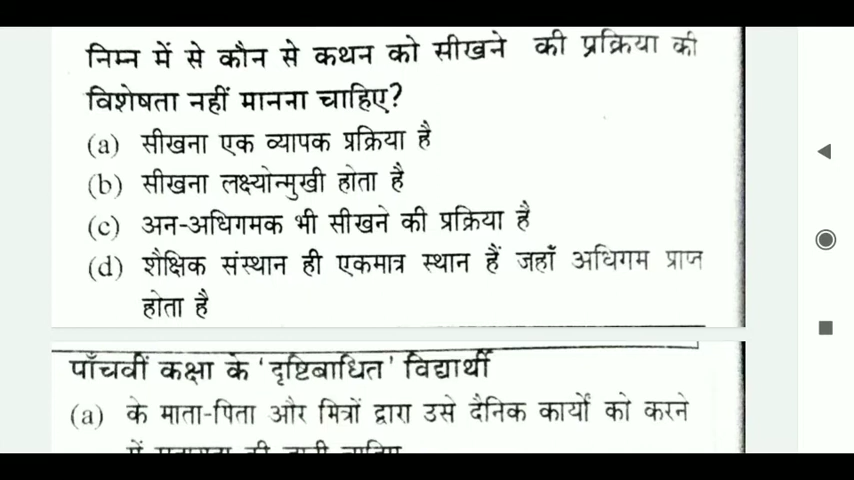 निम्न में से कौन से कथन को सीखने की प्रक्रिया की
विशेषता नहीं मानना चाहिए?
(a) सीखना एक व्यापक प्रक्रिया है
(b) सीखना लक्ष्योन्मुखी होता है
(c) अन-अधिगमक भी सीखने की प्रक्रिया है
(d) शैक्षिक संस्थान ही एकमात्र स्थान हैं जहाँ अधिगम प्राप्त
होता है
पाँचवीं कक्षा के 'दृष्टिबाधित' विद्यार्थी
(a) के माता-पिता और मित्रों द्वारा उसे दैनिक कार्यों को करने